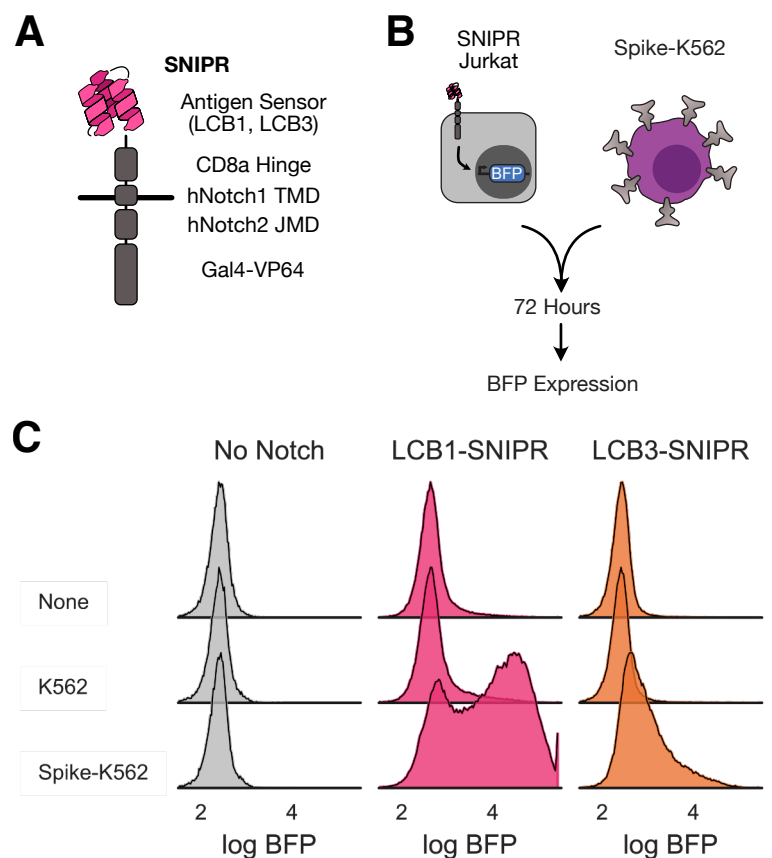 A
SNIPR
Antigen Sensor
(LCB1, LCB3)
CD8a Hinge
hNotch1 TMD
hNotch2 JMD
Gal4-VP64
B
SNIPR
Jurkat
Spike-K562
BFP
72 Hours
BFP Expression
C
No Notch
LCB1-SNIPR
LCB3-SNIPR
None
K562
Spike-K562
2 4
2 4
2 4
log BFP
log BFP
log BFP